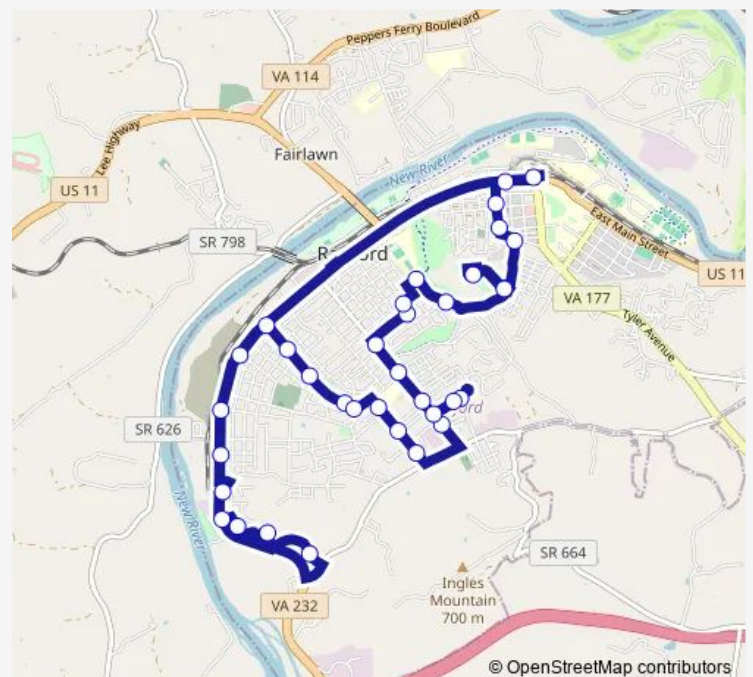 Peppers Ferry Boulevard
VA 114
Lee Highway
Fairlawn
New River
US 11
SR 798
East Main Street
US 11
VA 177
Tyler Avenue
SR 626
New River
SR 664
Ingles
Mountain
700 m
VA 232
© OpenStreetMap contributors